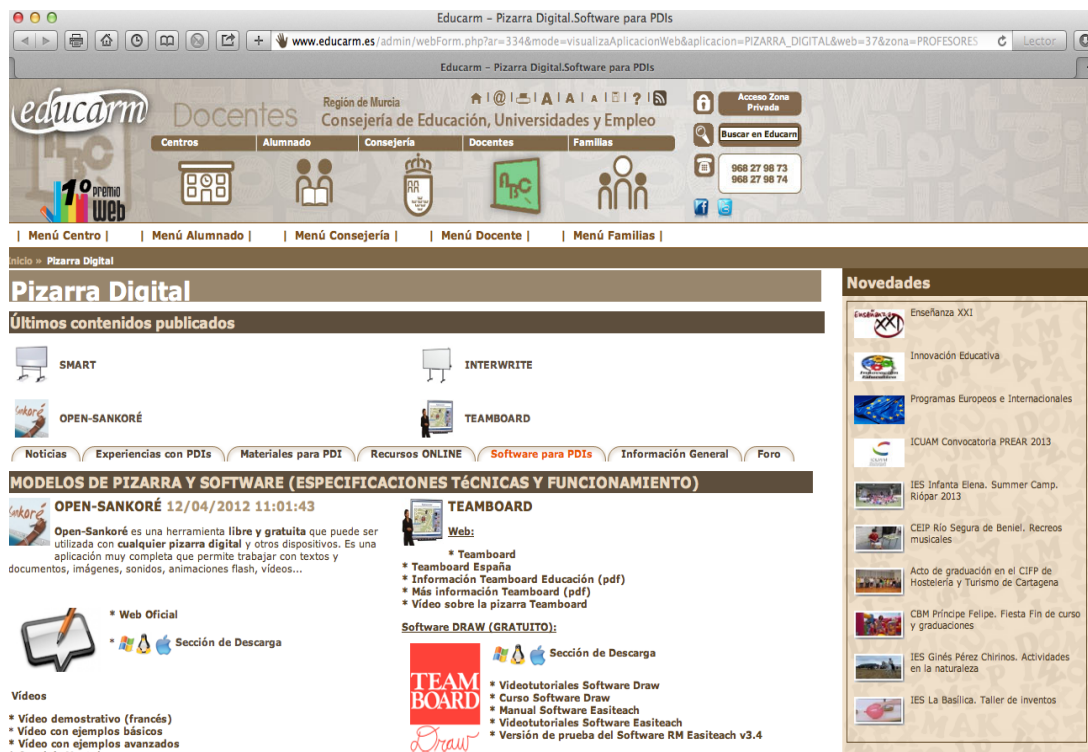 Educarm – Pizarra Digital.Software para PDIs
www.educarm.es/admin/webForm.php?ar=334&mode=visualizaAplicacionWeb&aplicacion=PIZARRA_DIGITAL&web=37&zona=PROFESORES
Lector
Educarm – Pizarra Digital.Software para PDIs
educarm
Docentes
Región de Murcia
Consejería de Educación, Universidades y Empleo
Acceso Zona
Privada
Buscar en Educarm
968 27 98 73
968 27 98 74
Centros
Alumnado
Consejería
Docentes
Familias
ABC
1º premio
web
| Menú Centro | | Menú Alumnado | | Menú Consejería | | Menú Docente | | Menú Familias |
Inicio » Pizarra Digital
Pizarra Digital
Últimos contenidos publicados
SMART
INTERWRITE
OPEN-SANKORÉ
TEAMBOARD
Noticias Experiencias con PDIs Materiales para PDI Recursos ONLINE Software para PDIs Información General Foro
MODELOS DE PIZARRA Y SOFTWARE (ESPECIFICACIONES TéCNICAS Y FUNCIONAMIENTO)
OPEN-SANKORÉ 12/04/2012 11:01:43
Open-Sankoré es una herramienta libre y gratuita que puede ser
utilizada con cualquier pizarra digital y otros dispositivos. Es una
aplicación muy completa que permite trabajar con textos y
documentos, imágenes, sonidos, animaciones flash, vídeos...
* Web Oficial
* Sección de Descarga
Vídeos
* Vídeo demostrativo (francés)
* Vídeo con ejemplos básicos
* Vídeo con ejemplos avanzados
TEAMBOARD
Web:
* Teamboard
* Teamboard España
* Información Teamboard Educación (pdf)
* Más información Teamboard (pdf)
* Vídeo sobre la pizarra Teamboard
Software DRAW (GRATUITO):
Sección de Descarga
TEAM
BOARD
Draw
* Videotutoriales Software Draw
* Curso Software Draw
* Manual Software Easiteach
* Videotutoriales Software Easiteach
* Versión de prueba del Software RM Easiteach v3.4
Novedades
Enseñanza XXI
Innovación Educativa
Programas Europeos e Internacionales
ICUAM Convocatoria PREAR 2013
IES Infanta Elena. Summer Camp.
Riópar 2013
CEIP Río Segura de Beniel. Recreos
musicales
Acto de graduación en el CIFP de
Hostelería y Turismo de Cartagena
CBM Príncipe Felipe. Fiesta Fin de curso
y graduaciones
IES Ginés Pérez Chirinos. Actividades
en la naturaleza
IES La Basílica. Taller de inventos